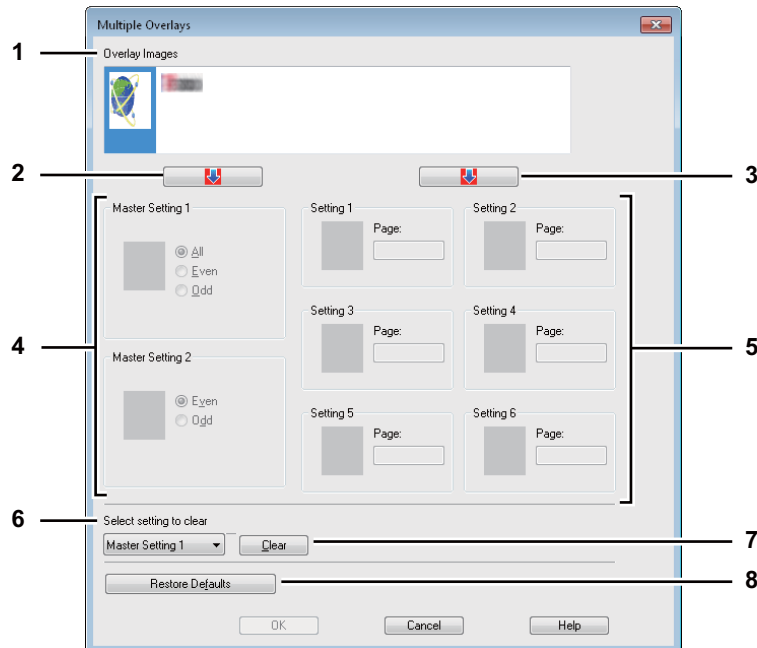 Multiple Overlays
1
Overlay Images
2
3
4
Master Setting 1
All
Even
Odd
Master Setting 2
Even
Odd
Setting 1
Page:
Setting 2
Page:
Setting 3
Page:
Setting 4
Page:
Setting 5
Page:
Setting 6
Page:
5
6
Select setting to clear
Master Setting 1
Clear
7
Restore Defaults
8
OK
Cancel
Help